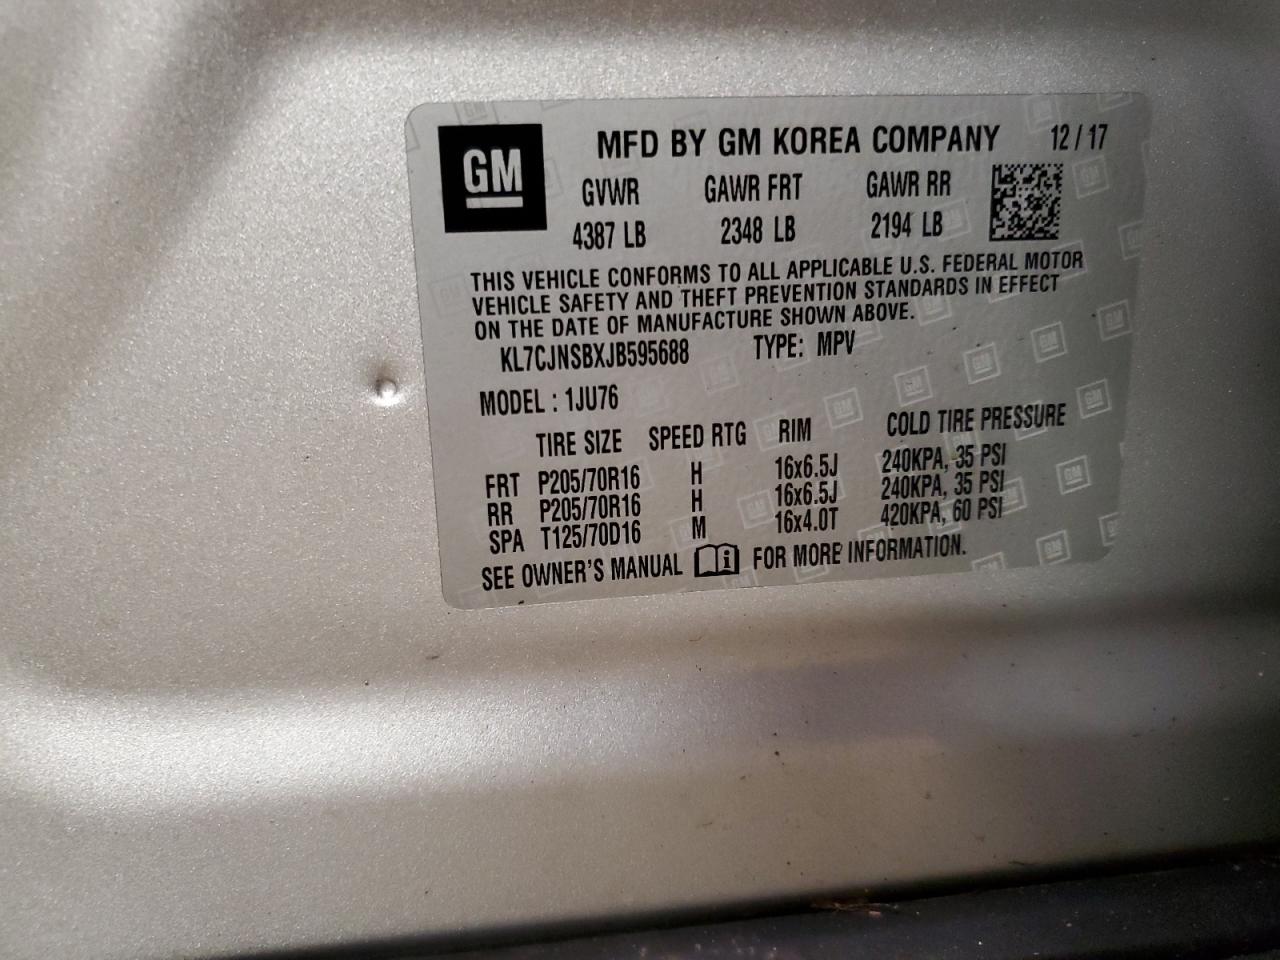 GM
MFD BY GM KOREA COMPANY 12 / 17
GVWR GAWR FRT GAWR RR
4387 LB 2348 LB 2194 LB
THIS VEHICLE CONFORMS TO ALL APPLICABLE U.S. FEDERAL MOTOR
VEHICLE SAFETY AND THEFT PREVENTION STANDARDS IN EFFECT
ON THE DATE OF MANUFACTURE SHOWN ABOVE.
KL7CJNSBXJB595688 TYPE: MPV
MODEL : 1JU76
TIRE SIZE SPEED RTG RIM COLD TIRE PRESSURE
FRT P205/70R16 H 16x6.5J 240KPA, 35 PSI
RR P205/70R16 H 16x6.5J 240KPA, 35 PSI
SPA T125/70D16 M 16x4.0T 420KPA, 60 PSI
SEE OWNER'S MANUAL FOR MORE INFORMATION.